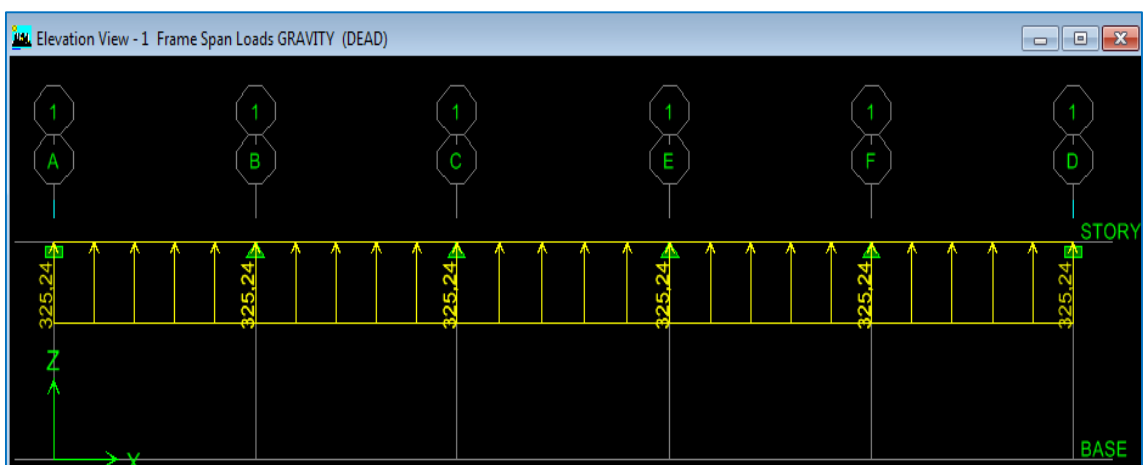 Elevation View - 1 Frame Span Loads GRAVITY (DEAD)
1 1 1 1 1 1
A B C E F D
STORY
325,24 325,24 325,24 325,24 325,24 325,24
Z
X
BASE